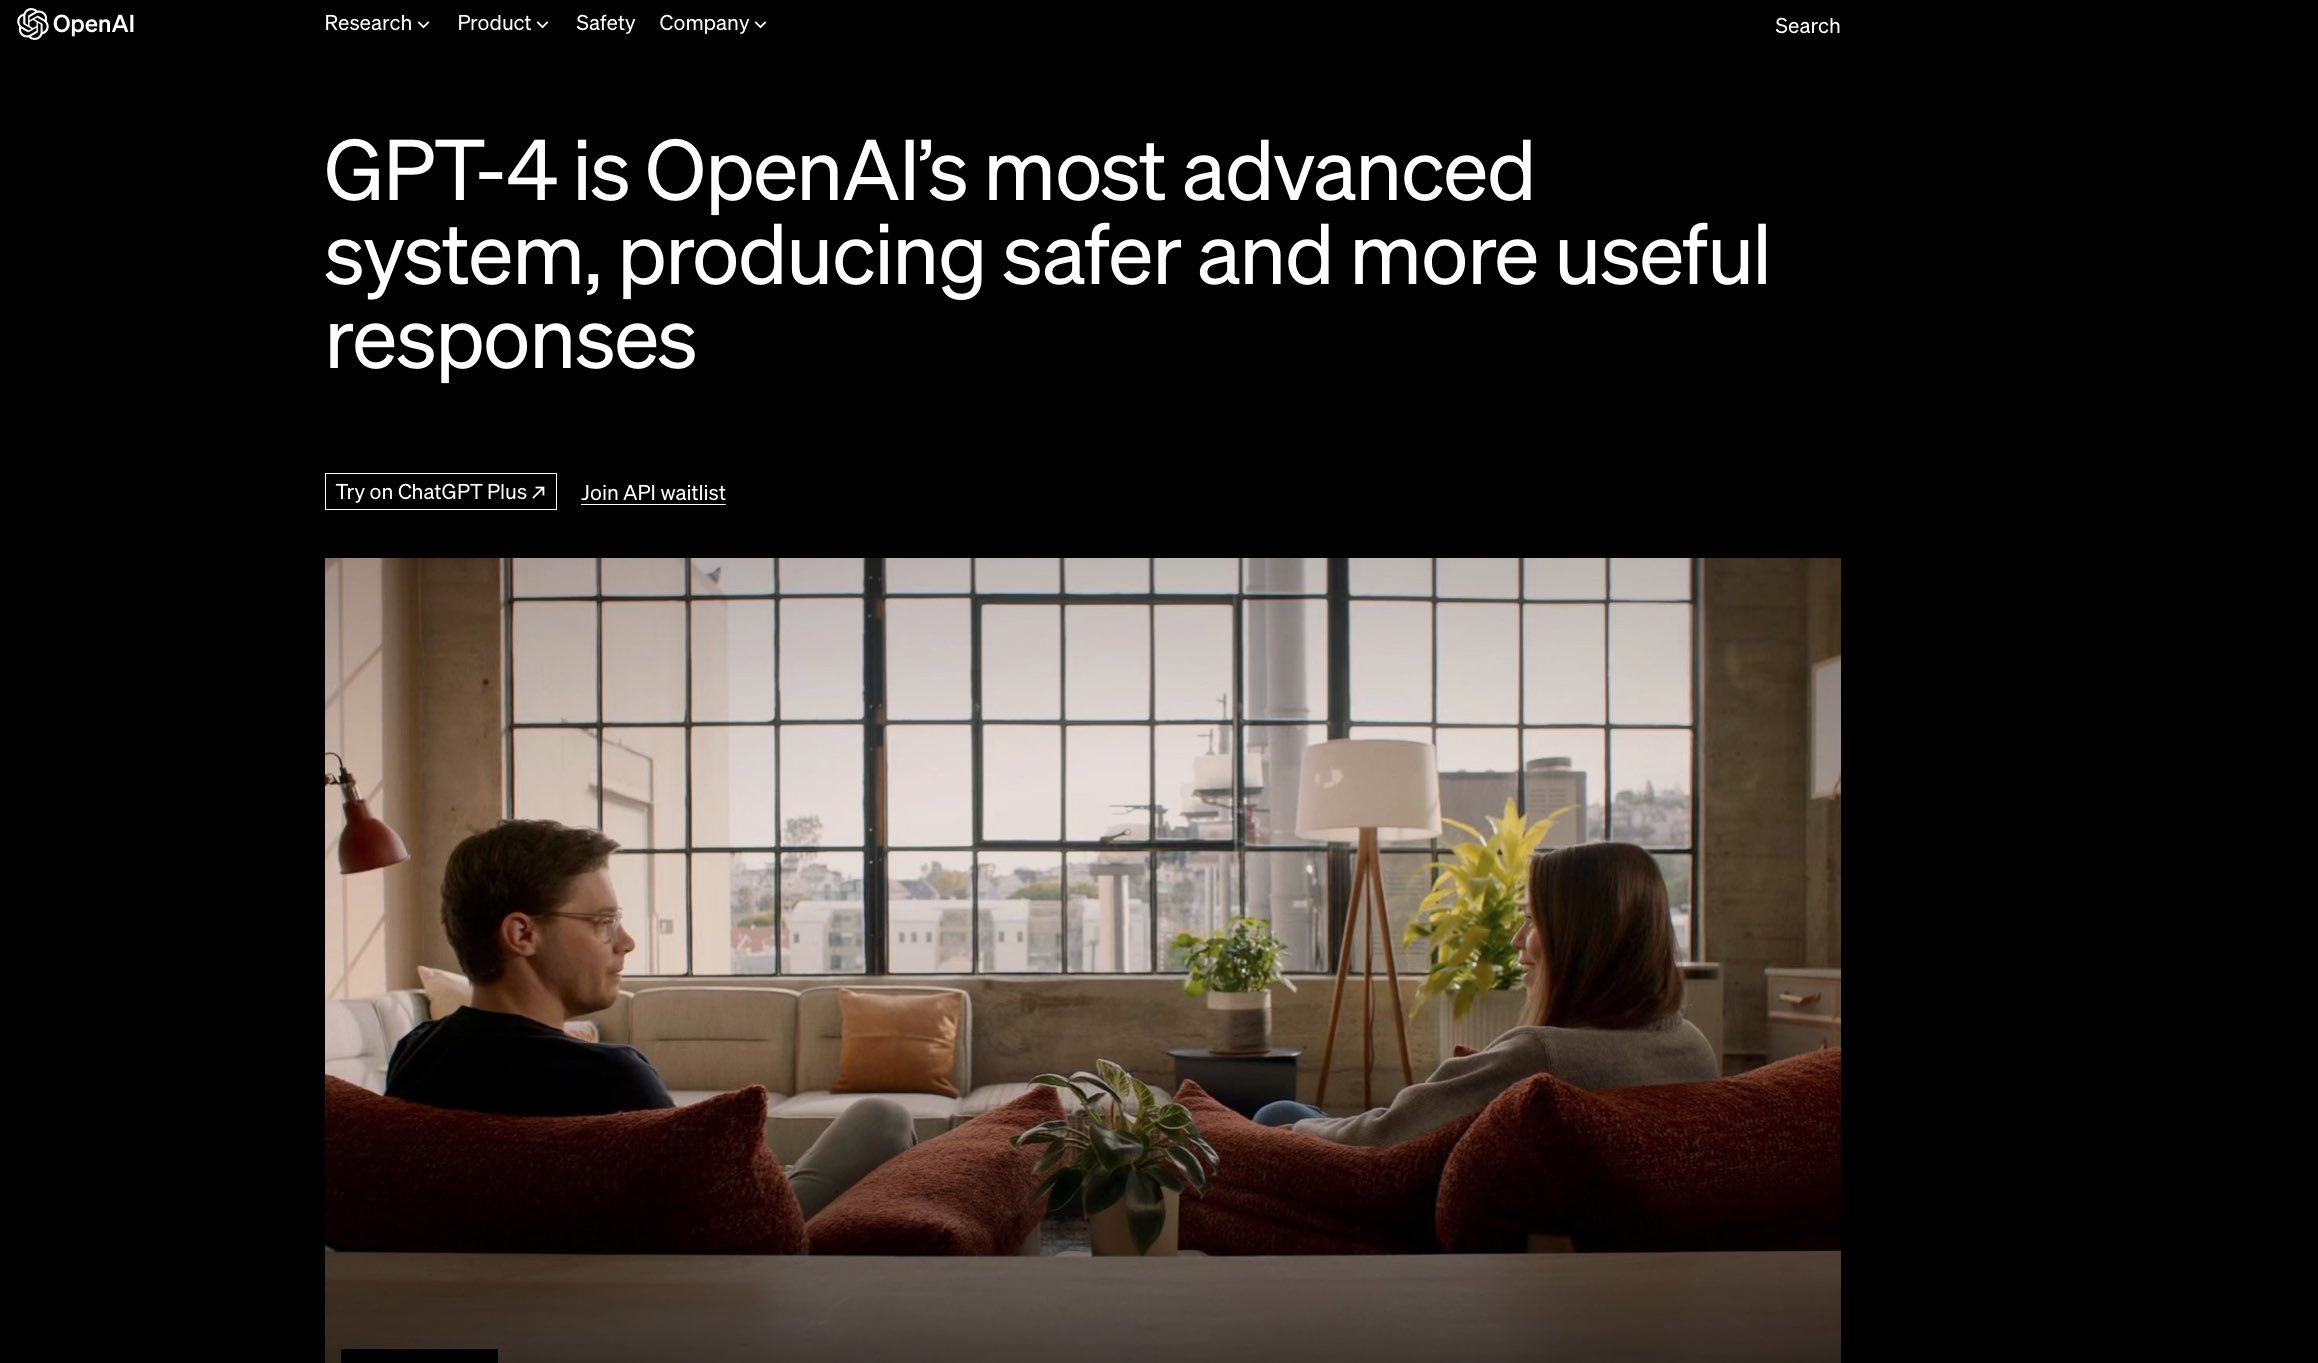 OpenAI
Research
Product
Safety
Company
Search
GPT-4 is OpenAI’s most advanced
system, producing safer and more useful
responses
Try on ChatGPT Plus ↗
Join API waitlist